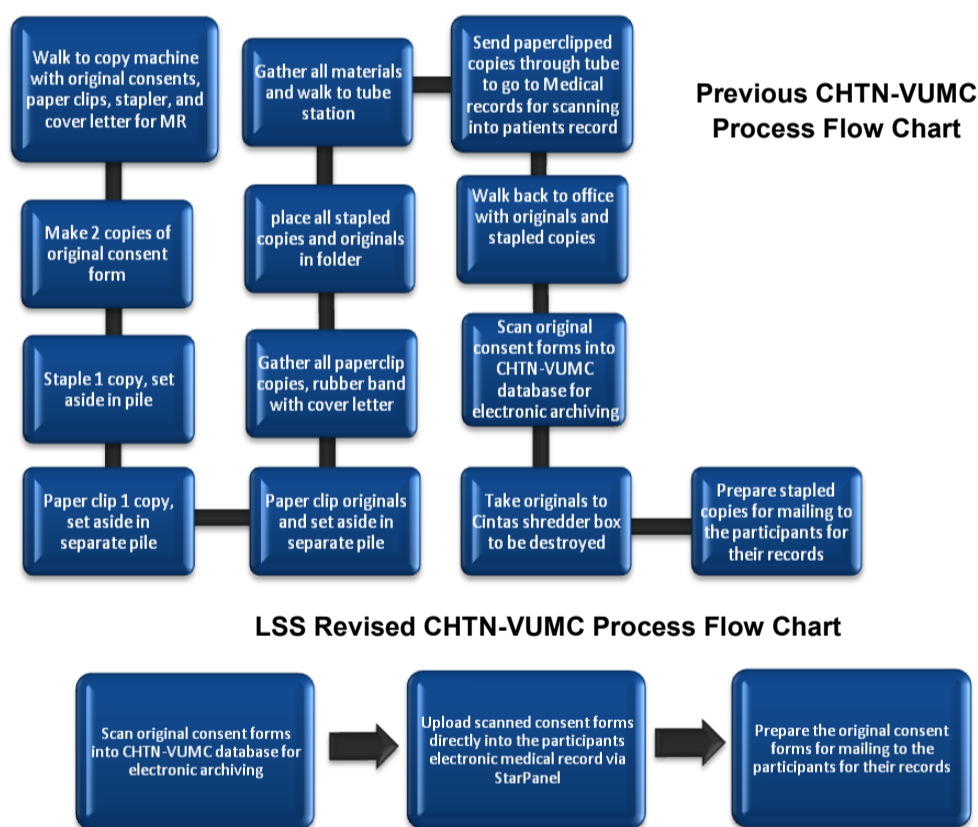 Previous CHTN-VUMC
Process Flow Chart
Walk to copy machine
with original consents,
paper clips, stapler, and
cover letter for MR
Make 2 copies of
original consent
form
Staple 1 copy, set
aside in pile
Paper clip 1 copy,
set aside in
separate pile
Paper clip originals
and set aside in
separate pile
Gather all paperclip
copies, rubber band
with cover letter
place all stapled
copies and originals
in folder
Gather all materials
and walk to tube
station
Send paperclipped
copies through tube
to go to Medical
records for scanning
into patients record
Walk back to office
with originals and
stapled copies
Scan original
consent forms into
CHTN-VUMC
database for
electronic archiving
Take originals to
Cintas shredder box
to be destroyed
Prepare stapled
copies for mailing to
the participants for
their records
LSS Revised CHTN-VUMC Process Flow Chart
Scan original consent forms
into CHTN-VUMC database for
electronic archiving
Upload scanned consent forms
directly into the participants
electronic medical record via
StarPanel
Prepare the original consent
forms for mailing to the
participants for their records